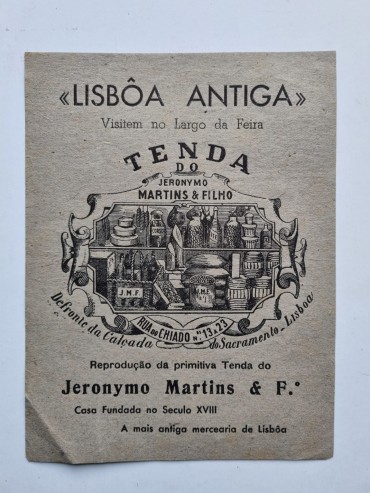 «LISBÔA ANTIGA»
Visitem no Largo da Feira
TENDA
DO
JERONYMO
MARTINS & FILHO
J.M.F
J.M.F.
RUA DO CHIADO N.os 13 A 23
Defronte da Calçada do Sacramento-Lisboa
Reprodução da primitiva Tenda do
Jeronymo Martins & F.º
Casa Fundada no Seculo XVIII
A mais antiga mercearia de Lisbôa